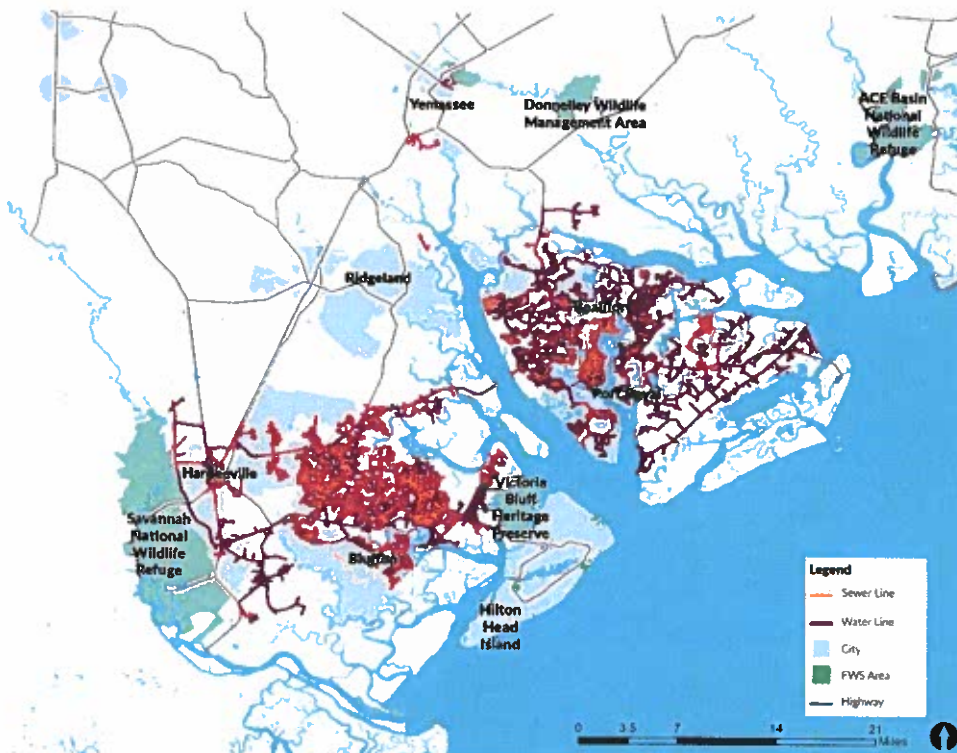 Yemassee
Donnelley Wildlife
Management Area
ACE Basin
National
Wildlife
Refuge
Ridgeland
Beaufort
Port Royal
Hardeeville
Victoria
Bluff
Heritage
Preserve
Savannah
National
Wildlife
Refuge
Bluffton
Hilton
Head
Island
Legend
Sewer Line
Water Line
City
FWS Area
Highway
0 3.5 7 14 21
Miles